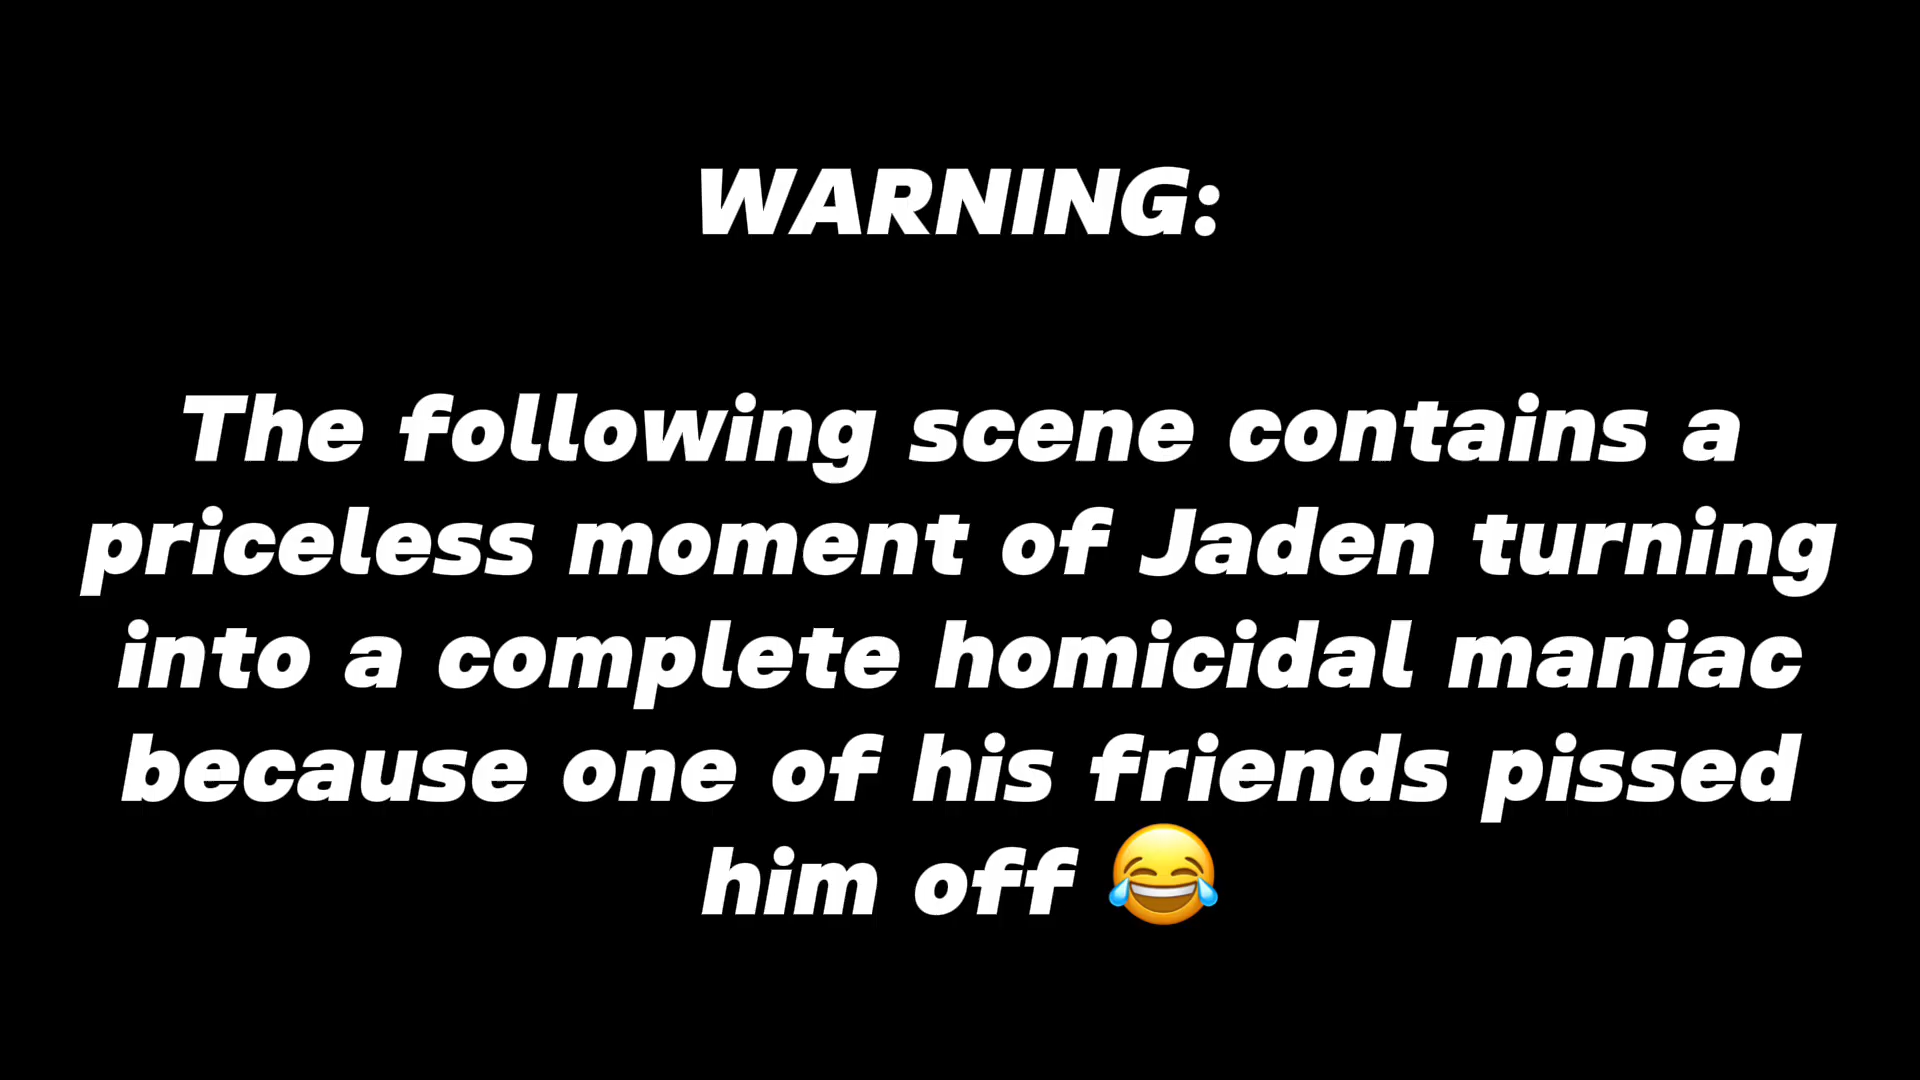 WARNING:
The following scene contains a
priceless moment of Jaden turning
into a complete homicidal maniac
because one of his friends pissed
him off 😂